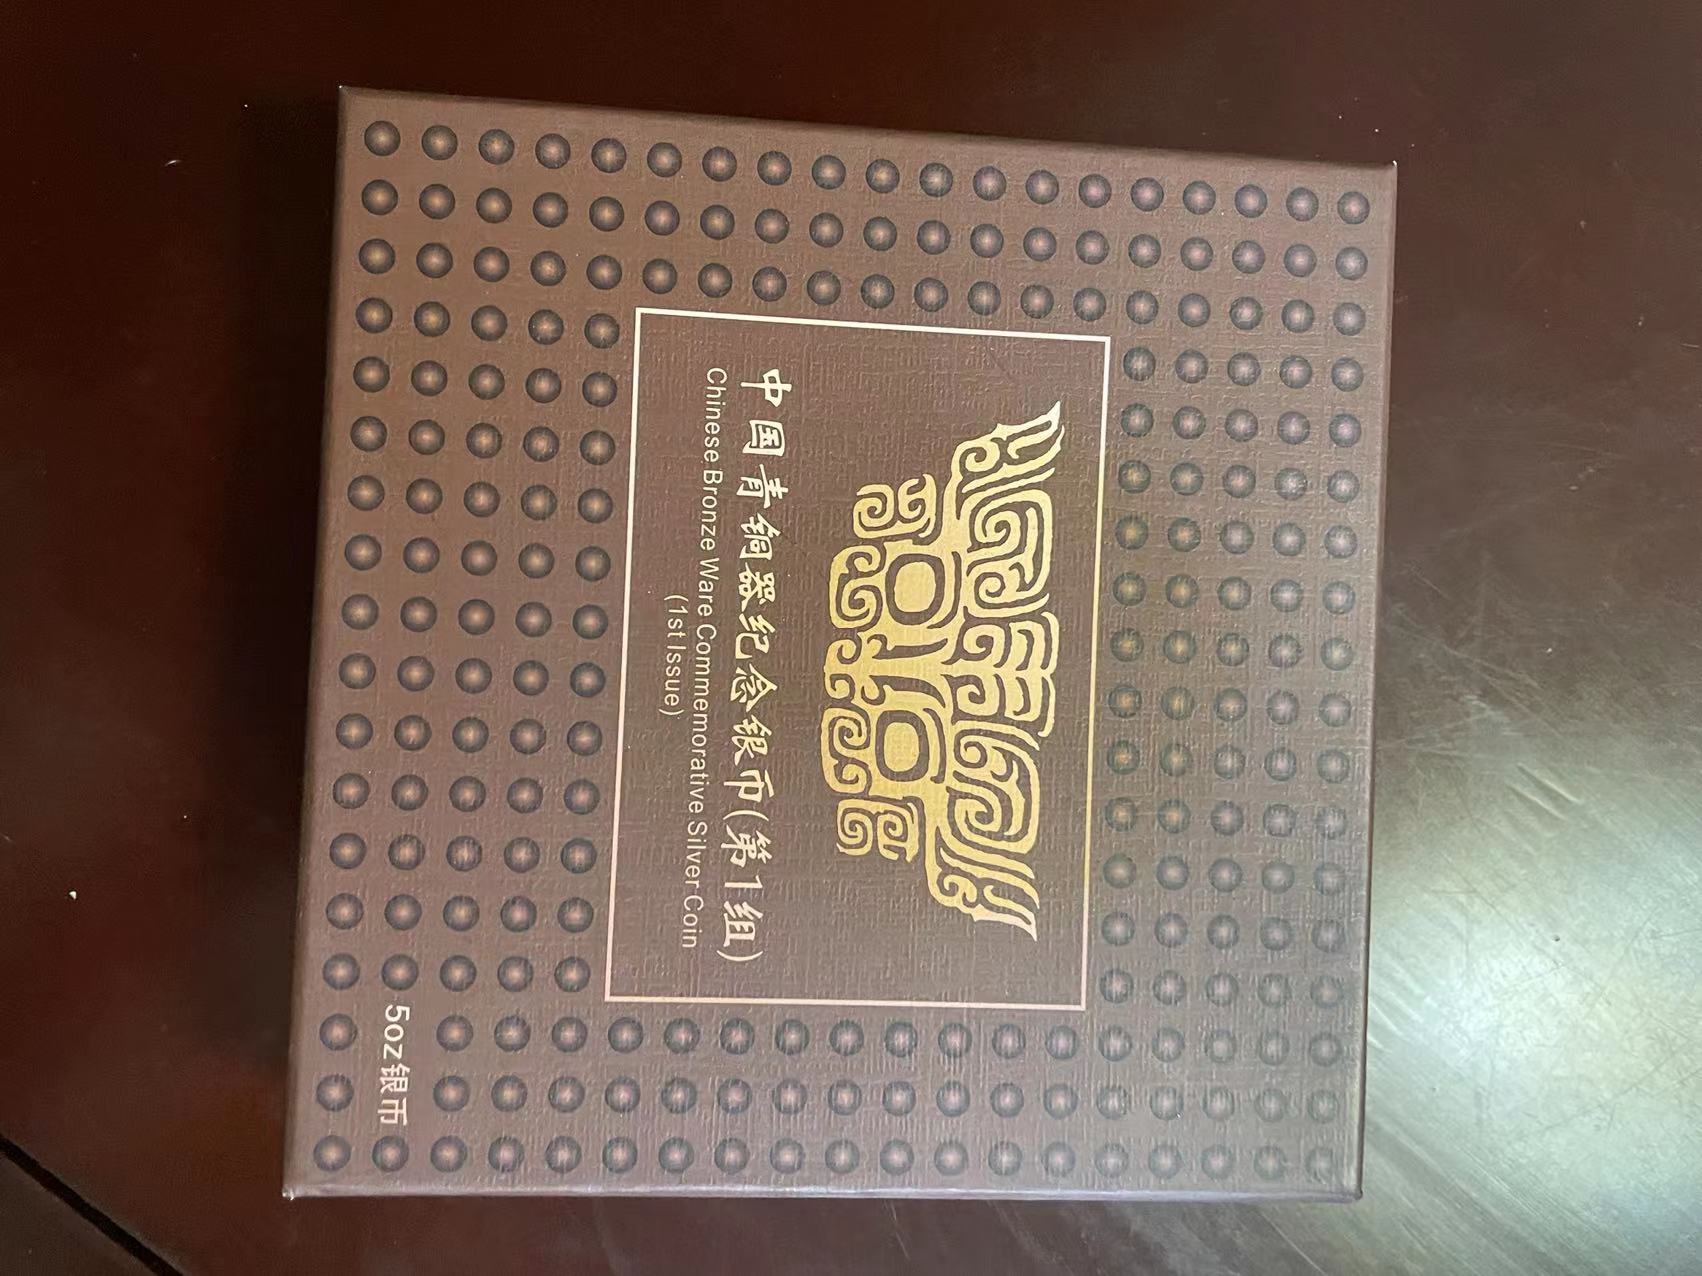 中国青铜器纪念银币(第1组)
Chinese Bronze Ware Commemorative Silver Coin
(1st Issue)
5oz银币